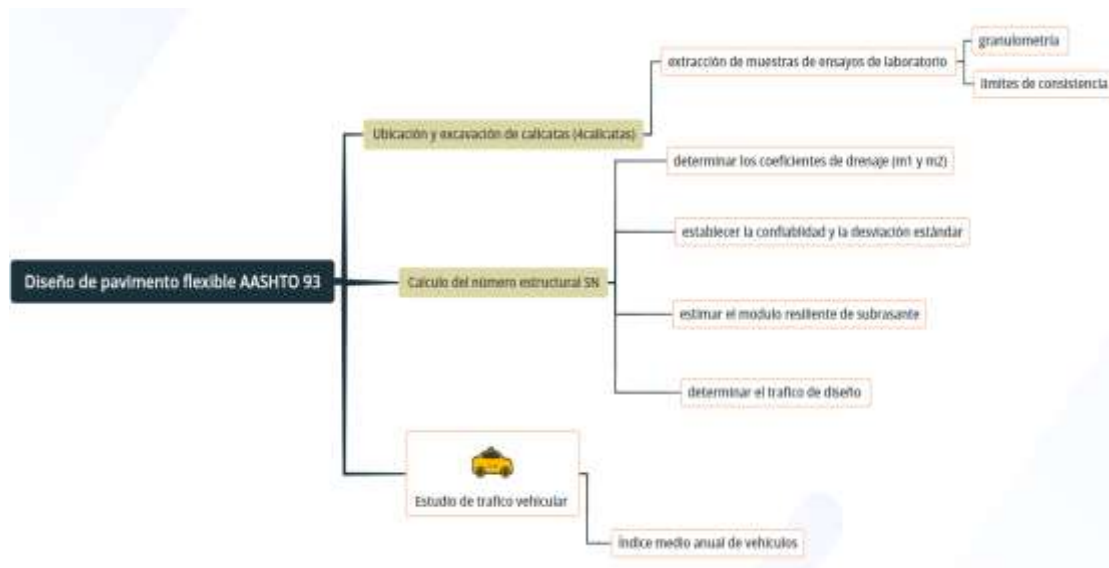 granulometría
extracción de muestras de ensayos de laboratorio
limites de consistencia
Ubicación y excavación de calicatas (4calicatas)
determinar los coeficientes de drenaje (m1 y m2)
establecer la confiabilidad y la desviación estándar
Diseño de pavimento flexible AASHTO 93
Calculo del número estructural SN
estimar el modulo resiliente de subrasante
determinar el trafico de diseño
Estudio de trafico vehicular
índice medio anual de vehículos